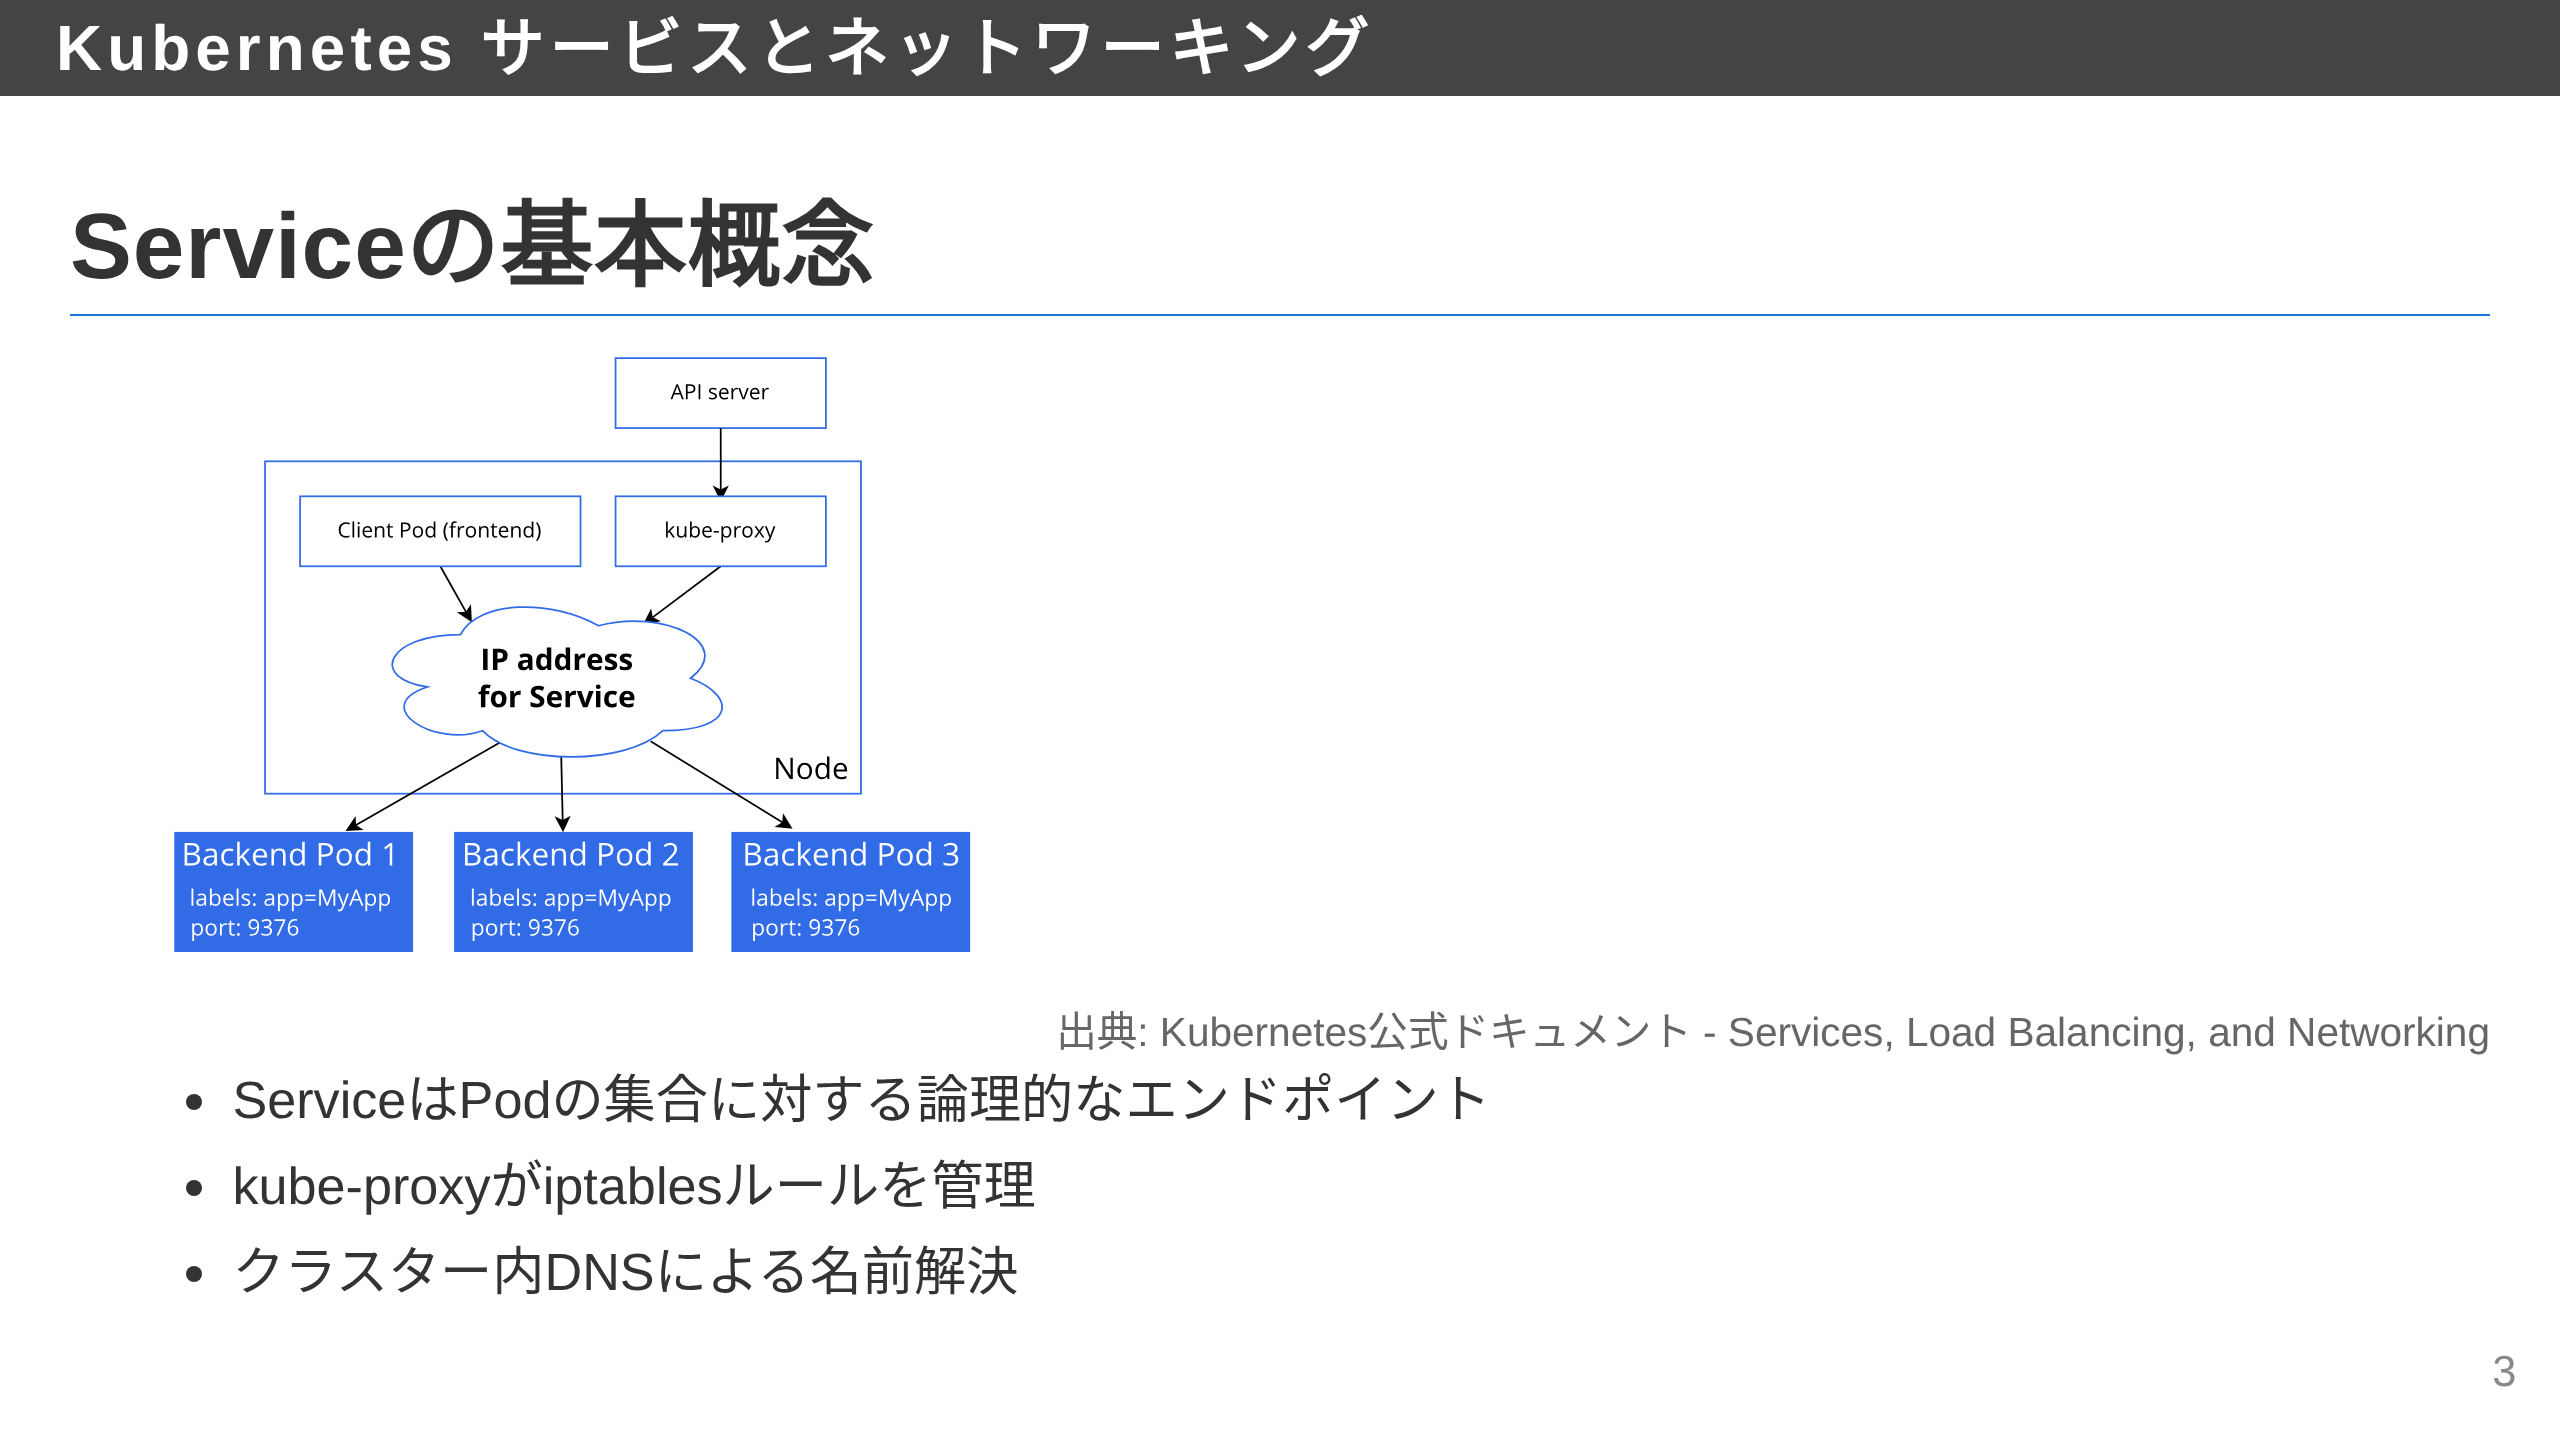 Kubernetes サービスとネットワーキング
Serviceの基本概念
API server
Client Pod (frontend)
kube-proxy
IP address
for Service
Node
Backend Pod 1
labels: app=MyApp
port: 9376
Backend Pod 2
labels: app=MyApp
port: 9376
Backend Pod 3
labels: app=MyApp
port: 9376
出典: Kubernetes公式ドキュメント - Services, Load Balancing, and Networking
• ServiceはPodの集合に対する論理的なエンドポイント
• kube-proxyがiptablesルールを管理
• クラスター内DNSによる名前解決
3